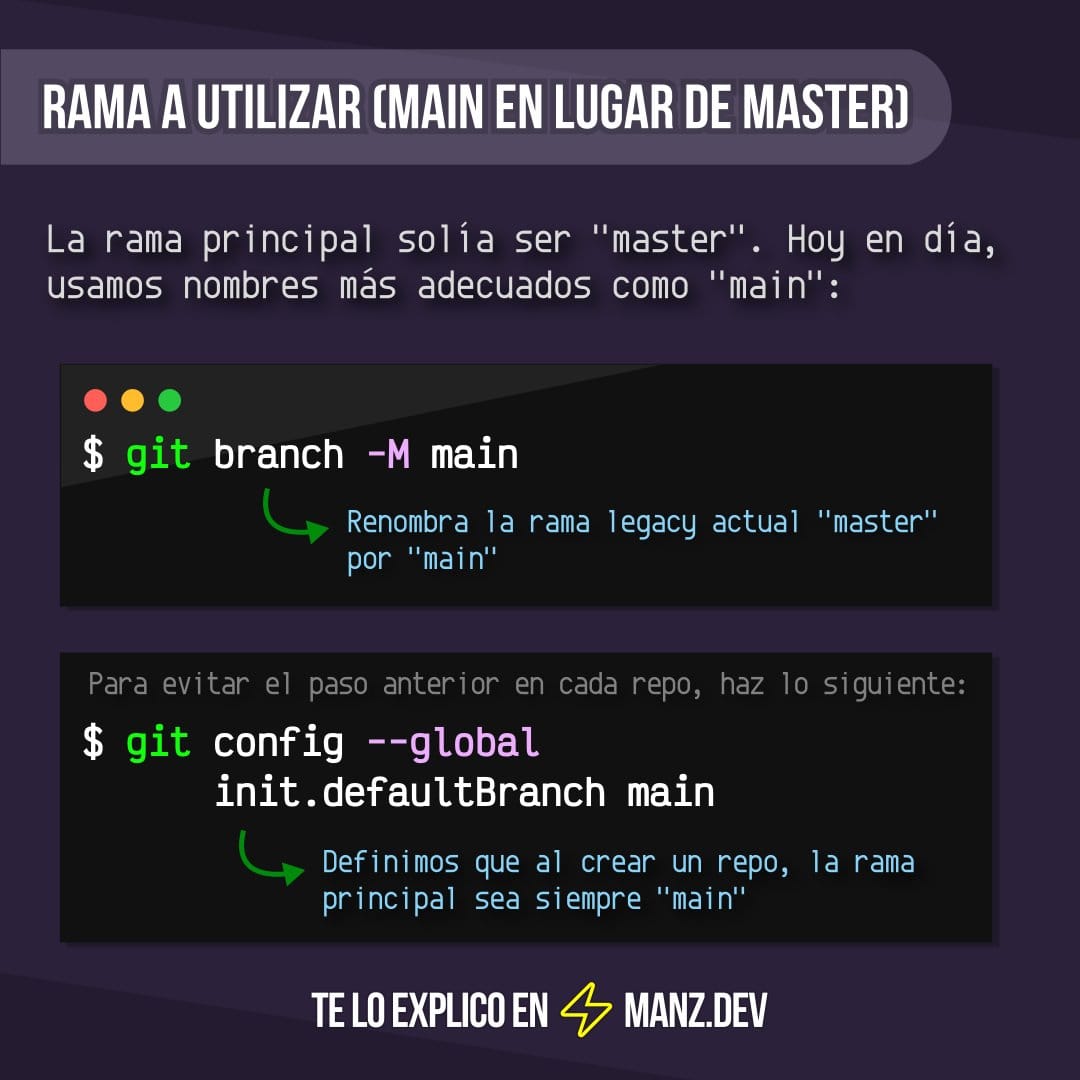 RAMA A UTILIZAR (MAIN EN LUGAR DE MASTER)
La rama principal solía ser "master". Hoy en día,
usamos nombres más adecuados como "main":
$ git branch -M main
Renombra la rama legacy actual "master"
por "main"
Para evitar el paso anterior en cada repo, haz lo siguiente:
$ git config --global
init.defaultBranch main
Definimos que al crear un repo, la rama
principal sea siempre "main"
TE LO EXPLICO EN MANZ.DEV